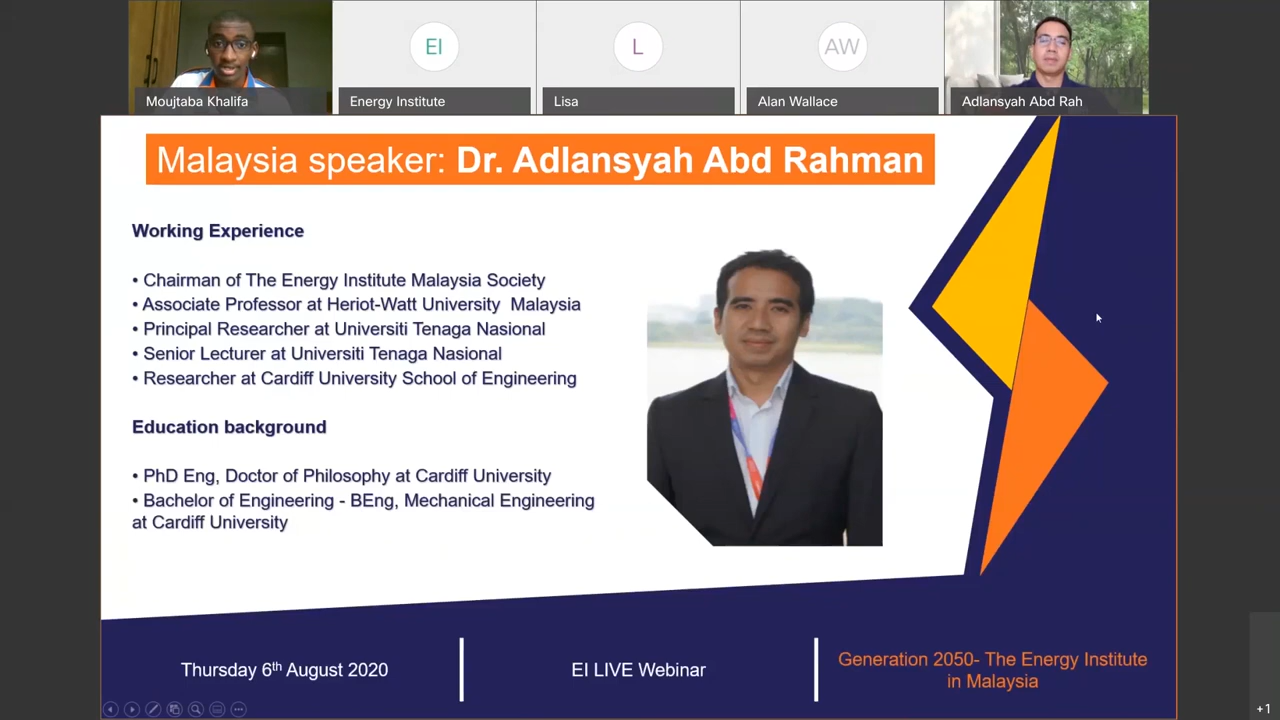 EI
L
AW
Moujtaba Khalifa
Energy Institute
Lisa
Alan Wallace
Adlansyah Abd Rah
Malaysia speaker: Dr. Adlansyah Abd Rahman
Working Experience
• Chairman of The Energy Institute Malaysia Society
• Associate Professor at Heriot-Watt University Malaysia
• Principal Researcher at Universiti Tenaga Nasional
• Senior Lecturer at Universiti Tenaga Nasional
• Researcher at Cardiff University School of Engineering
Education background
• PhD Eng, Doctor of Philosophy at Cardiff University
• Bachelor of Engineering - BEng, Mechanical Engineering
at Cardiff University
Thursday 6th August 2020
EI LIVE Webinar
Generation 2050- The Energy Institute
in Malaysia
+1